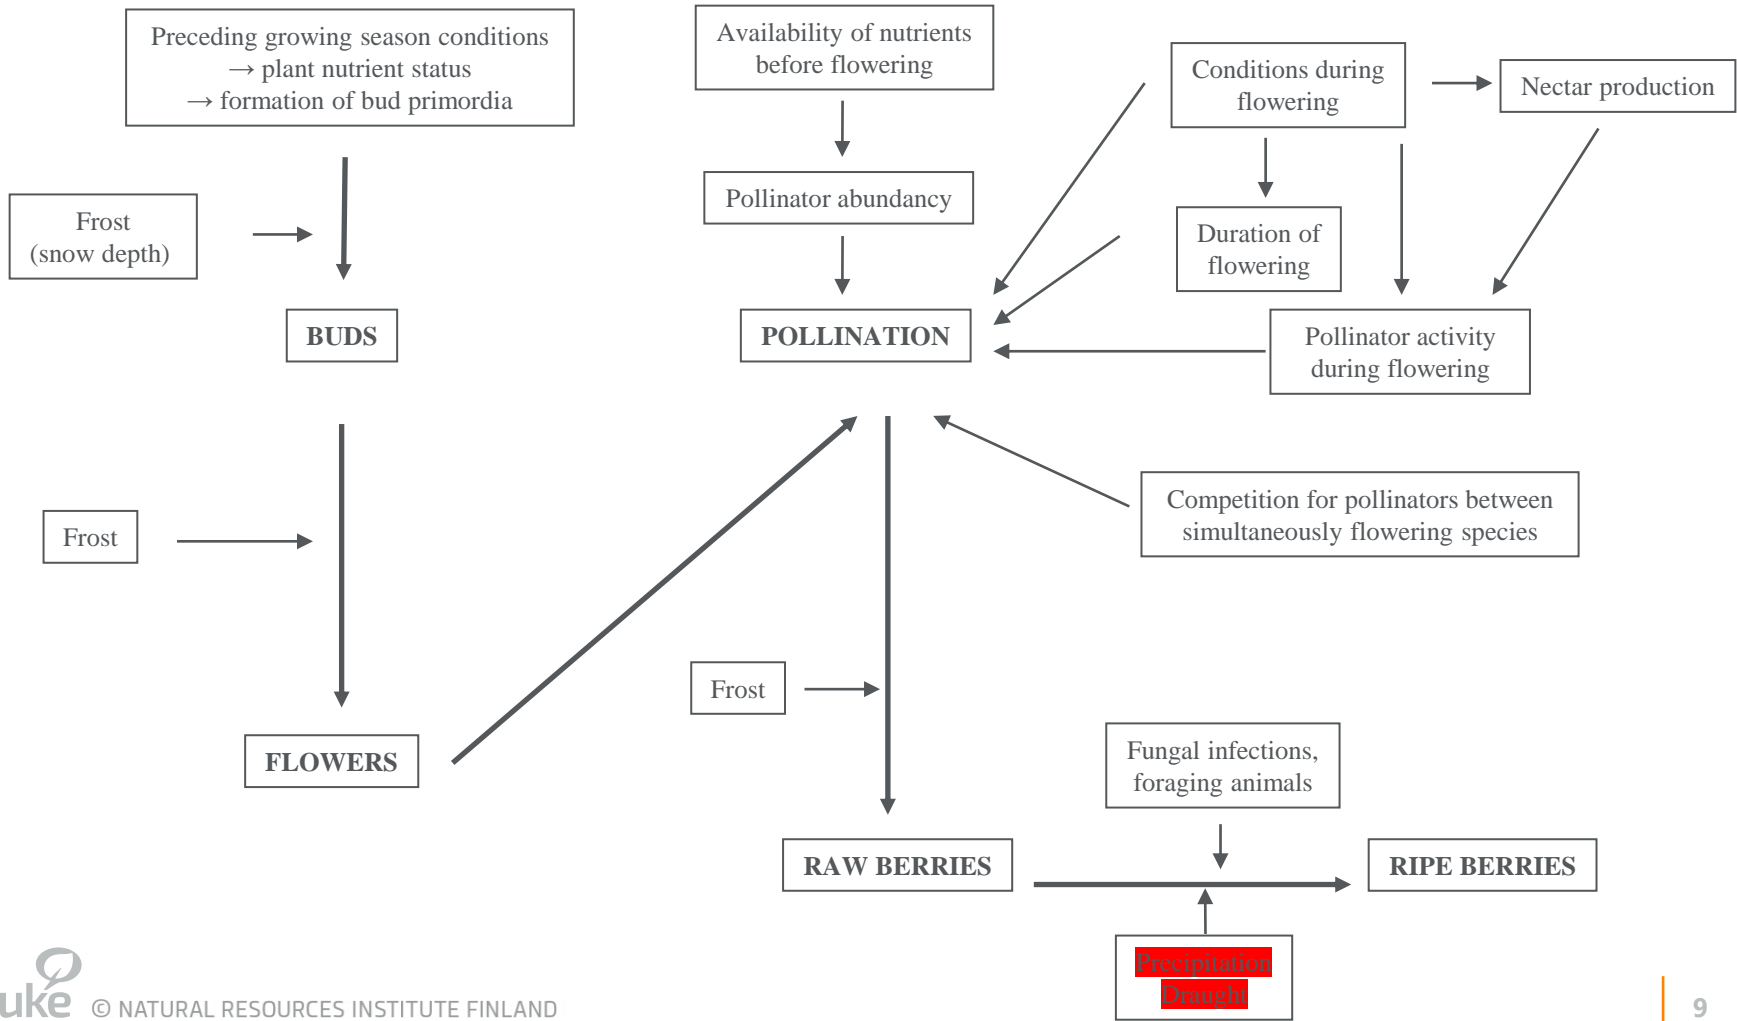 Preceding growing season conditions
→ plant nutrient status
→ formation of bud primordia
Availability of nutrients
before flowering
Conditions during
flowering
Nectar production
Pollinator abundancy
Frost
(snow depth)
Duration of
flowering
BUDS
POLLINATION
Pollinator activity
during flowering
Competition for pollinators between
simultaneously flowering species
Frost
Frost
FLOWERS
Fungal infections,
foraging animals
RAW BERRIES
RIPE BERRIES
Precipitation
Draught
uke
© NATURAL RESOURCES INSTITUTE FINLAND
9